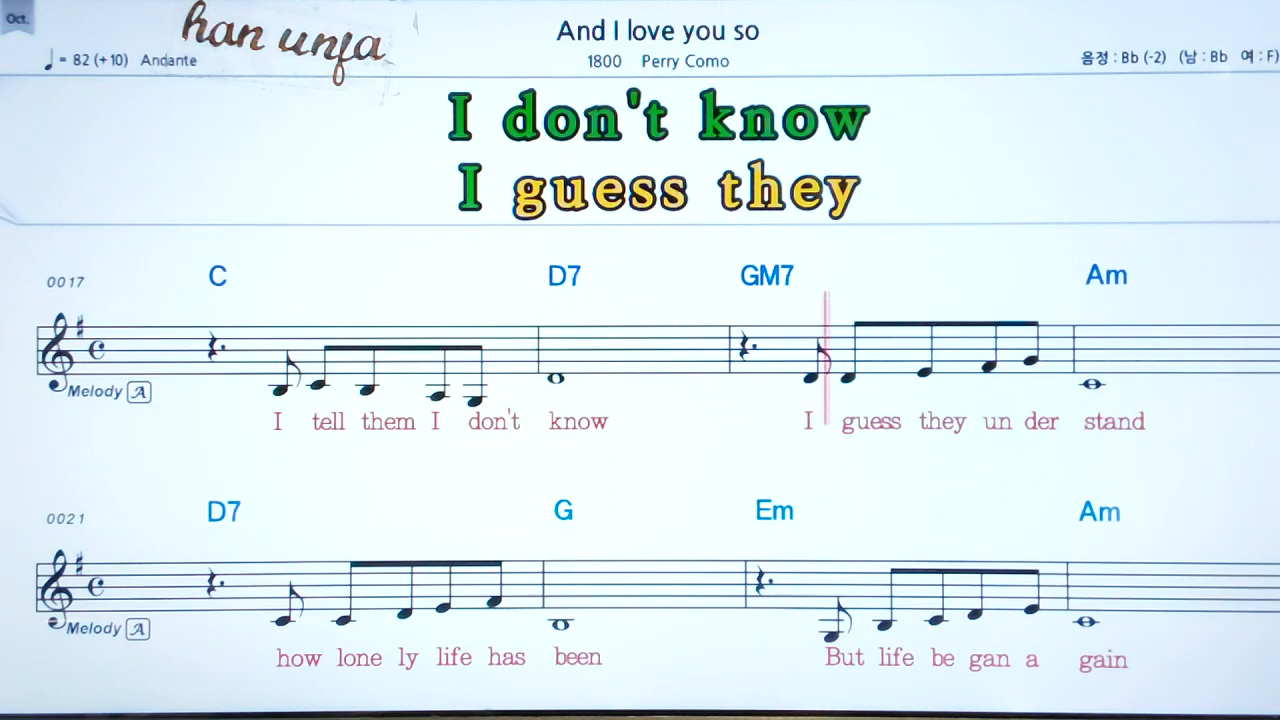 Oct.
han unfa
And I love you so
♩ = 82 (+10) Andante
1800 Perry Como
음정 : Bb (-2) (남 : Bb 여 : F)
I don't know
I guess they
0017
C D7 GM7 Am
Melody A
I tell them I don't know I guess they un der stand
0021
D7 G Em Am
Melody A
how lone ly life has been But life be gan a gain